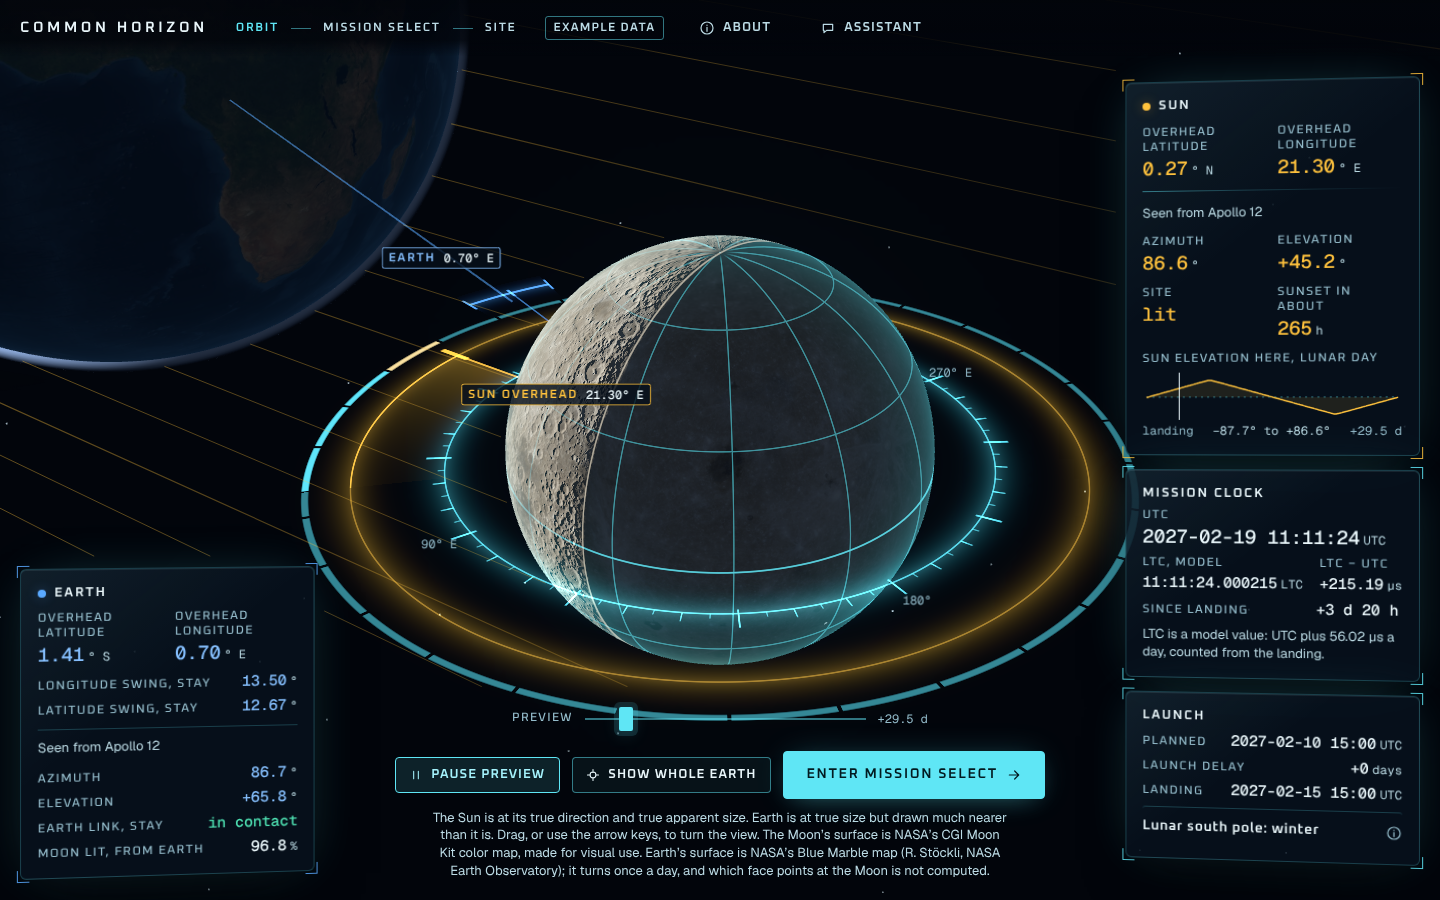 COMMON HORIZON
ORBIT MISSION SELECT SITE EXAMPLE DATA ABOUT ASSISTANT
EARTH 0.70° E
SUN OVERHEAD 21.30° E
270° E
90° E
180°
EARTH
OVERHEAD LATITUDE
1.41° S
OVERHEAD LONGITUDE
0.70° E
LONGITUDE SWING, STAY 13.50°
LATITUDE SWING, STAY 12.67°
Seen from Apollo 12
AZIMUTH 86.7°
ELEVATION +65.8°
EARTH LINK, STAY in contact
MOON LIT, FROM EARTH 96.8%
PREVIEW +29.5 d
PAUSE PREVIEW
SHOW WHOLE EARTH
ENTER MISSION SELECT →
The Sun is at its true direction and true apparent size. Earth is at true size but drawn much nearer
than it is. Drag, or use the arrow keys, to turn the view. The Moon's surface is NASA's CGI Moon
Kit color map, made for visual use. Earth's surface is NASA's Blue Marble map (R. Stöckli, NASA
Earth Observatory); it turns once a day, and which face points at the Moon is not computed.
SUN
OVERHEAD LATITUDE
0.27° N
OVERHEAD LONGITUDE
21.30° E
Seen from Apollo 12
AZIMUTH
86.6°
ELEVATION
+45.2°
SITE
lit
SUNSET IN ABOUT
265 h
SUN ELEVATION HERE, LUNAR DAY
landing −87.7° to +86.6° +29.5 d
MISSION CLOCK
UTC
2027-02-19 11:11:24 UTC
LTC, MODEL
11:11:24.000215 LTC
LTC − UTC
+215.19 µs
SINCE LANDING +3 d 20 h
LTC is a model value: UTC plus 56.02 µs a
day, counted from the landing.
LAUNCH
PLANNED 2027-02-10 15:00 UTC
LAUNCH DELAY +0 days
LANDING 2027-02-15 15:00 UTC
Lunar south pole: winter